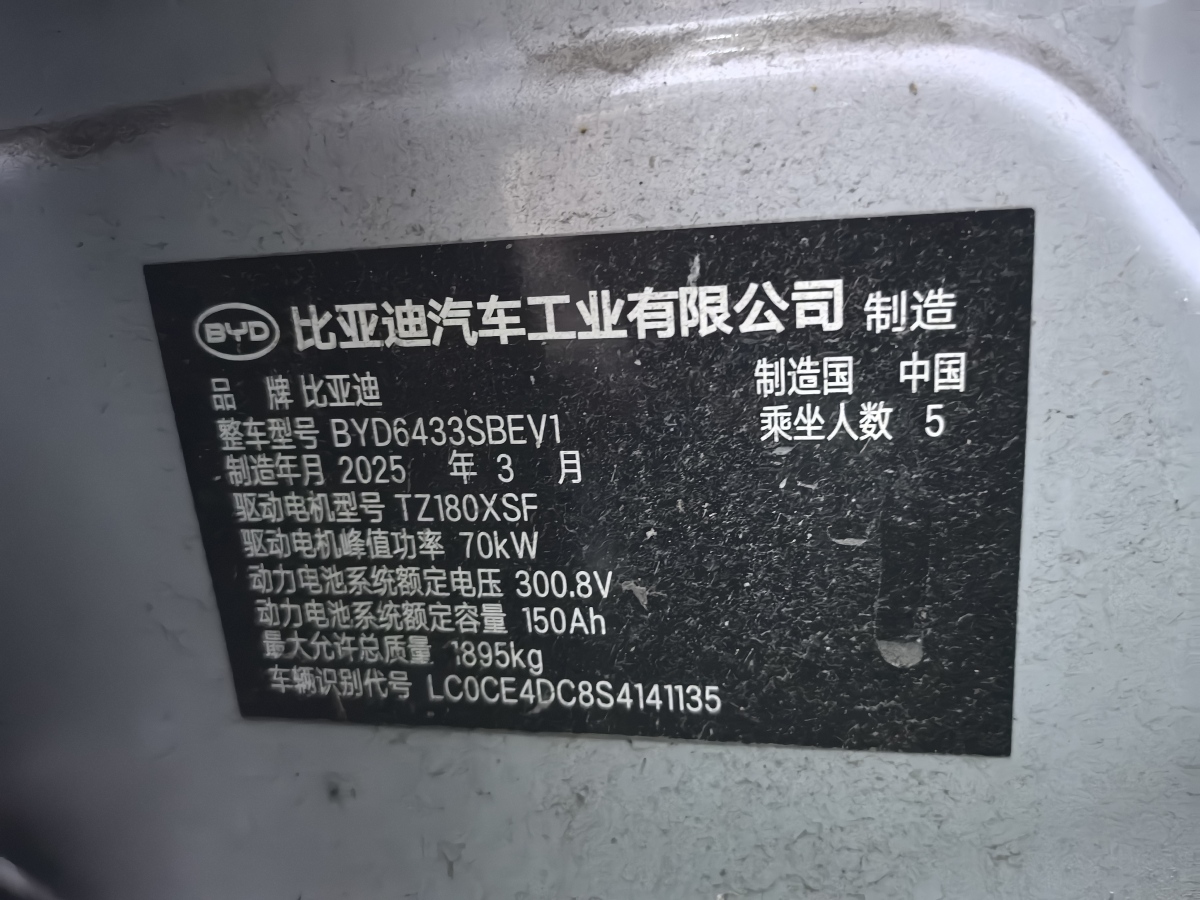 BYD 比亚迪汽车工业有限公司 制造
品 牌 比亚迪 制造国 中国
整车型号 BYD6433SBEV1 乘坐人数 5
制造年月 2025 年 3 月
驱动电机型号 TZ180XSF
驱动电机峰值功率 70kW
动力电池系统额定电压 300.8V
动力电池系统额定容量 150Ah
最大允许总质量 1895kg
车辆识别代号 LC0CE4DC8S4141135